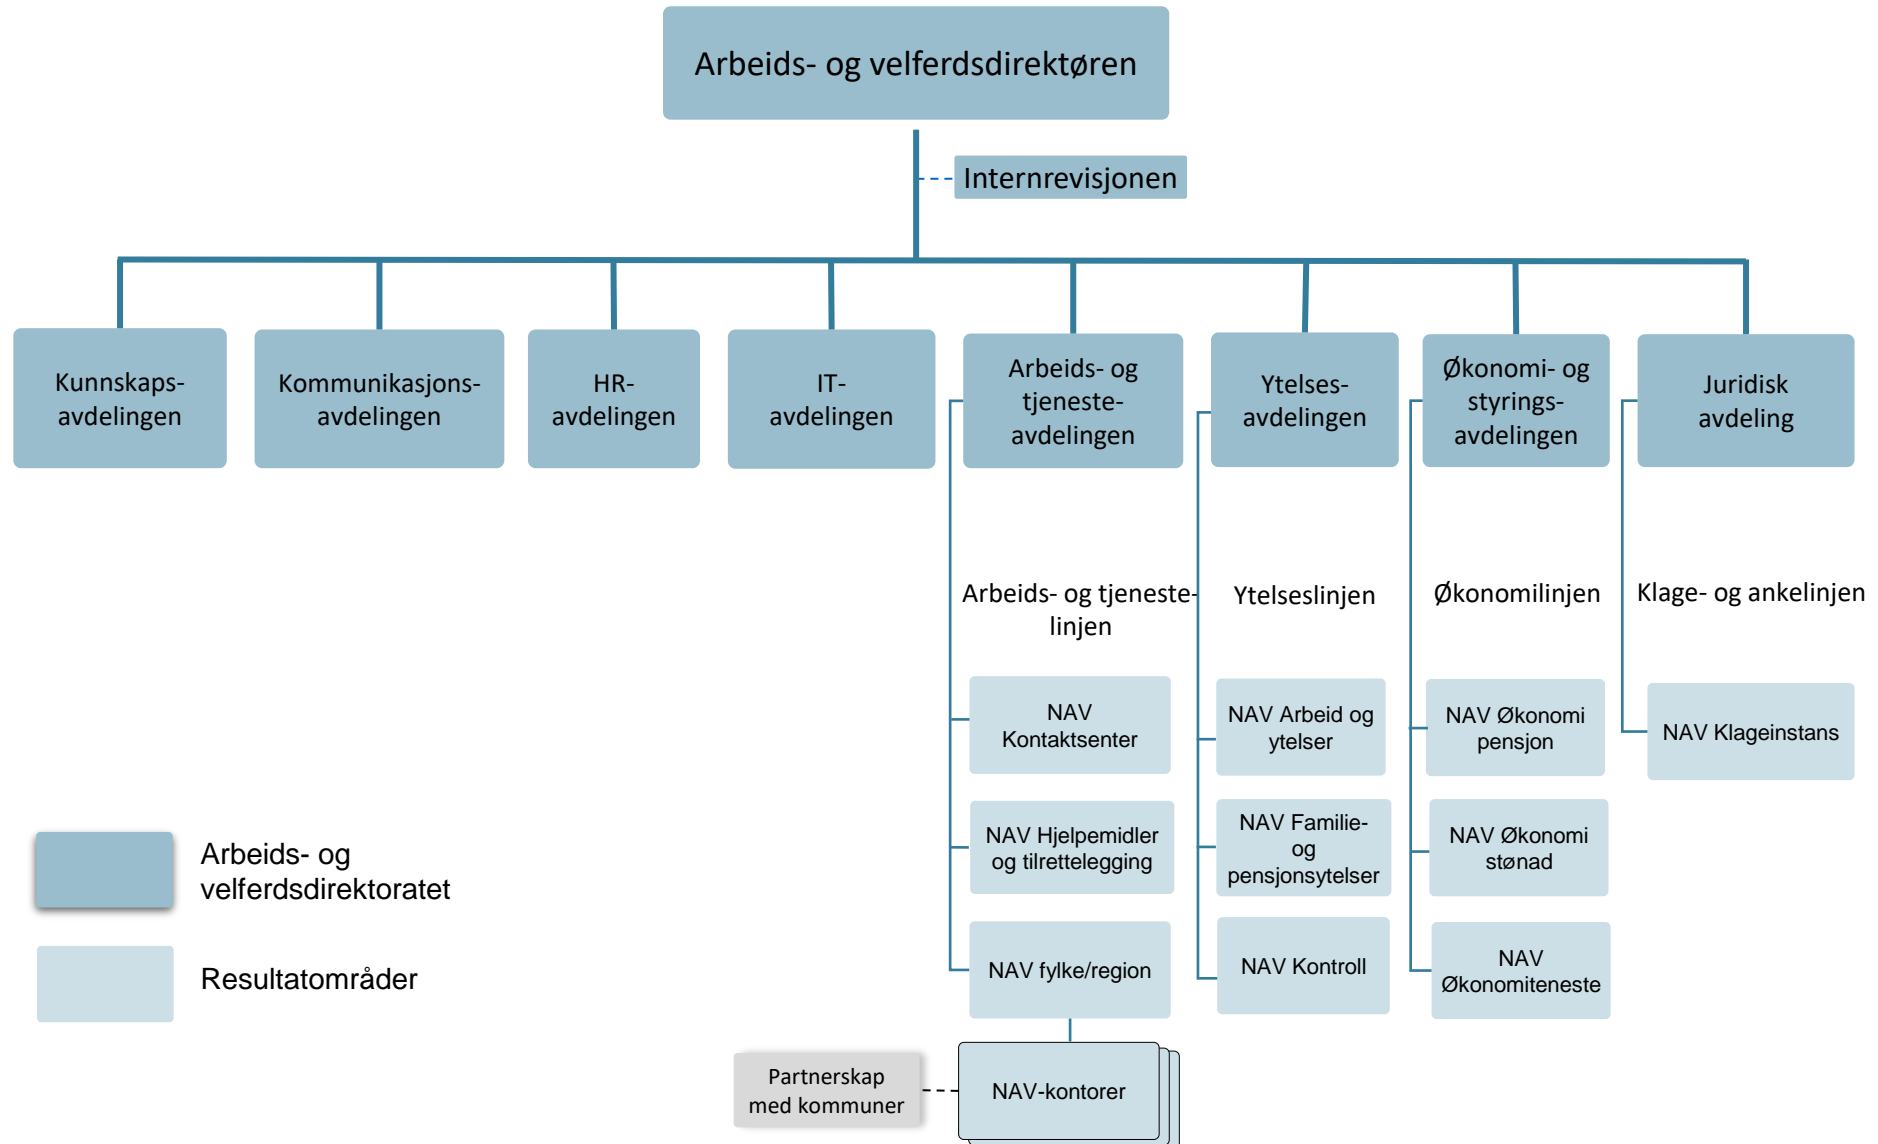 Arbeids- og velferdsdirektøren
Internrevisjonen
Kunnskaps-
avdelingen
Kommunikasjons-
avdelingen
HR-
avdelingen
IT-
avdelingen
Arbeids- og
tjeneste-
avdelingen
Ytelses-
avdelingen
Økonomi- og
styrings-
avdelingen
Juridisk
avdeling
Arbeids- og tjeneste-
linjen
Ytelseslinjen
Økonomilinjen
Klage- og ankelinjen
NAV
Kontaktsenter
NAV Hjelpemidler
og tilrettelegging
NAV fylke/region
NAV Arbeid og
ytelser
NAV Familie-
og
pensjonsytelser
NAV Kontroll
NAV Økonomi
pensjon
NAV Økonomi
stønad
NAV
Økonomiteneste
NAV Klageinstans
Arbeids- og
velferdsdirektoratet
Resultatområder
Partnerskap
med kommuner
NAV-kontorer